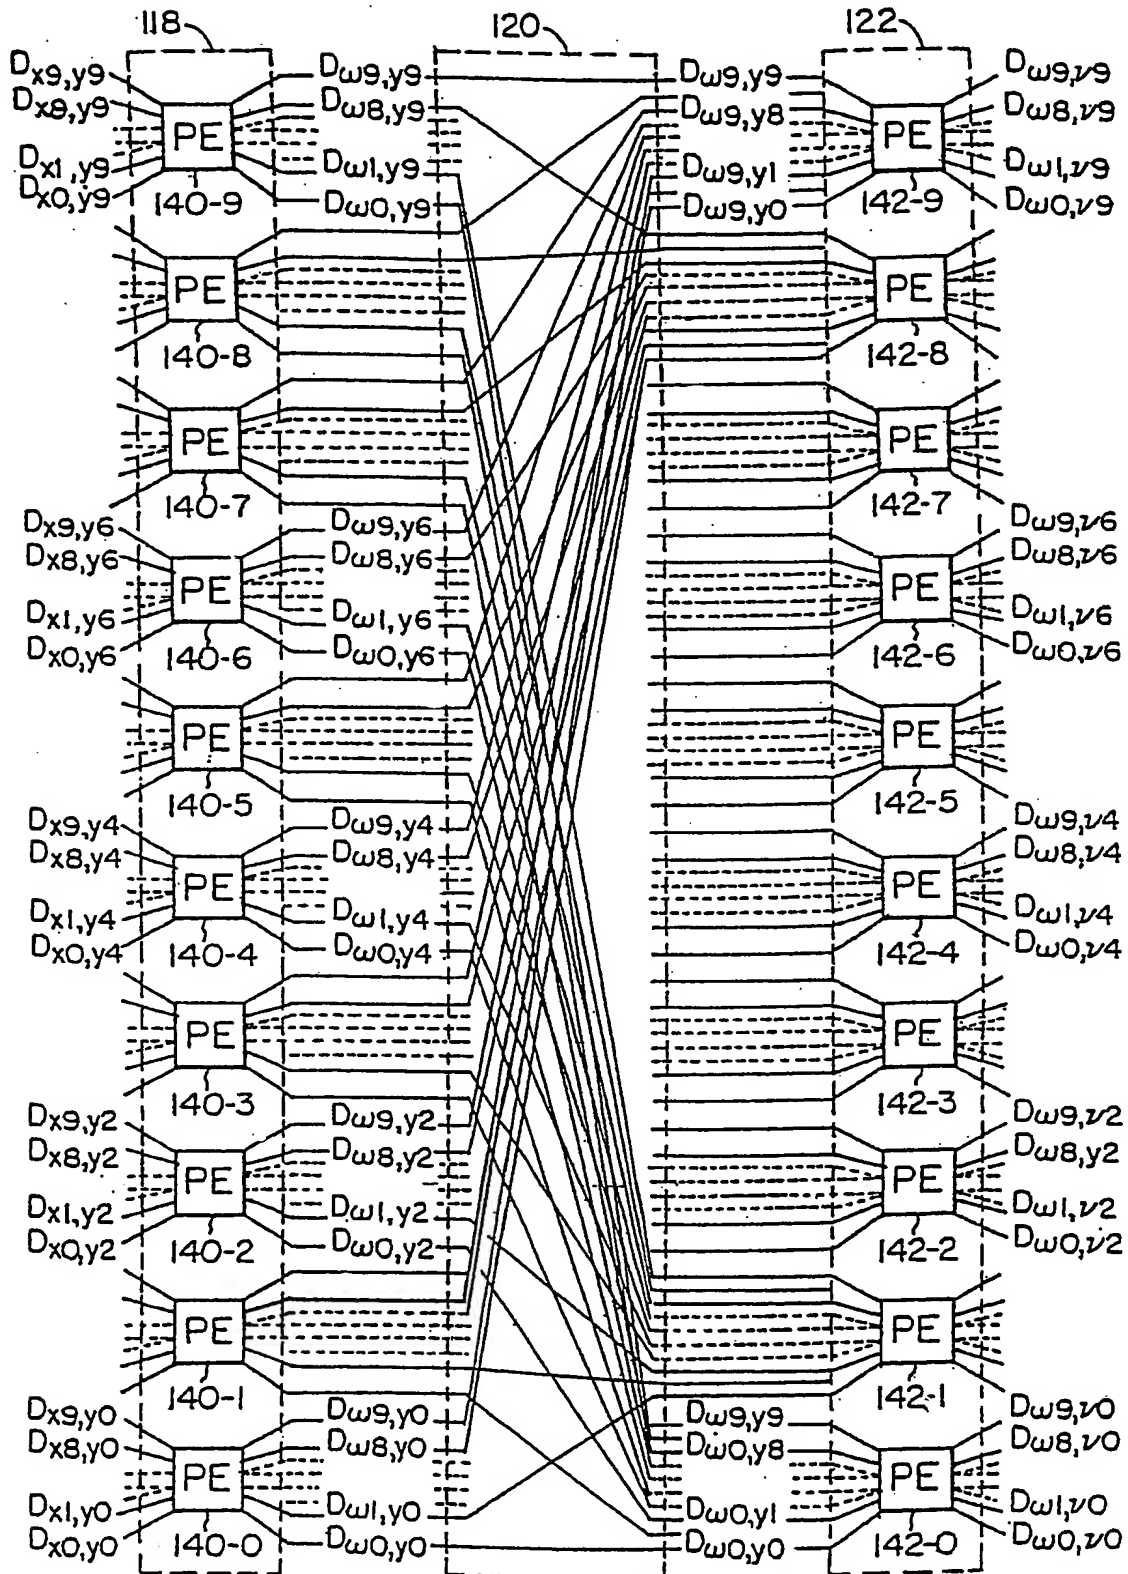 118 120 122
Dx9,y9 Dω9,y9 Dω9,y9 Dω9,ν9
Dx8,y9 PE Dω8,y9 Dω9,y8 PE Dω8,ν9
Dx1,y9 Dω1,y9 Dω9,y1 Dω1,ν9
Dx0,y9 140-9 Dω0,y9 Dω9,y0 142-9 Dω0,ν9
PE PE
140-8 142-8
PE PE
140-7 142-7
Dx9,y6 Dω9,y6 Dω9,ν6
Dx8,y6 PE Dω8,y6 PE Dω8,ν6
Dx1,y6 Dω1,y6 Dω1,ν6
Dx0,y6 140-6 Dω0,y6 142-6 Dω0,ν6
PE PE
140-5 142-5
Dx9,y4 Dω9,y4 Dω9,ν4
Dx8,y4 PE Dω8,y4 PE Dω8,ν4
Dx1,y4 Dω1,y4 Dω1,ν4
Dx0,y4 140-4 Dω0,y4 142-4 Dω0,ν4
PE PE
140-3 142-3
Dx9,y2 Dω9,y2 Dω9,ν2
Dx8,y2 PE Dω8,y2 PE Dω8,y2
Dx1,y2 Dω1,y2 Dω1,ν2
Dx0,y2 140-2 Dω0,y2 142-2 Dω0,ν2
PE PE
140-1 142-1
Dx9,y0 Dω9,y0 Dω9,y9 Dω9,ν0
Dx8,y0 PE Dω8,y0 Dω0,y8 PE Dω8,ν0
Dx1,y0 Dω1,y0 Dω0,y1 Dω1,ν0
Dx0,y0 140-0 Dω0,y0 Dω0,y0 142-0 Dω0,ν0